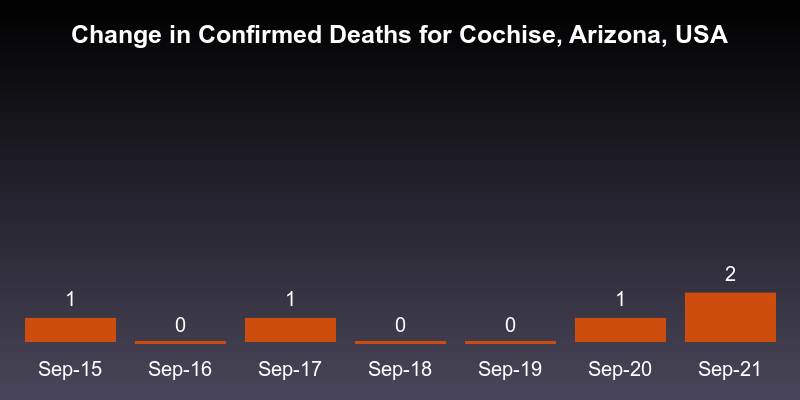 Change in Confirmed Deaths for Cochise, Arizona, USA
2
1 1 1
0 0 0
Sep-15 Sep-16 Sep-17 Sep-18 Sep-19 Sep-20 Sep-21